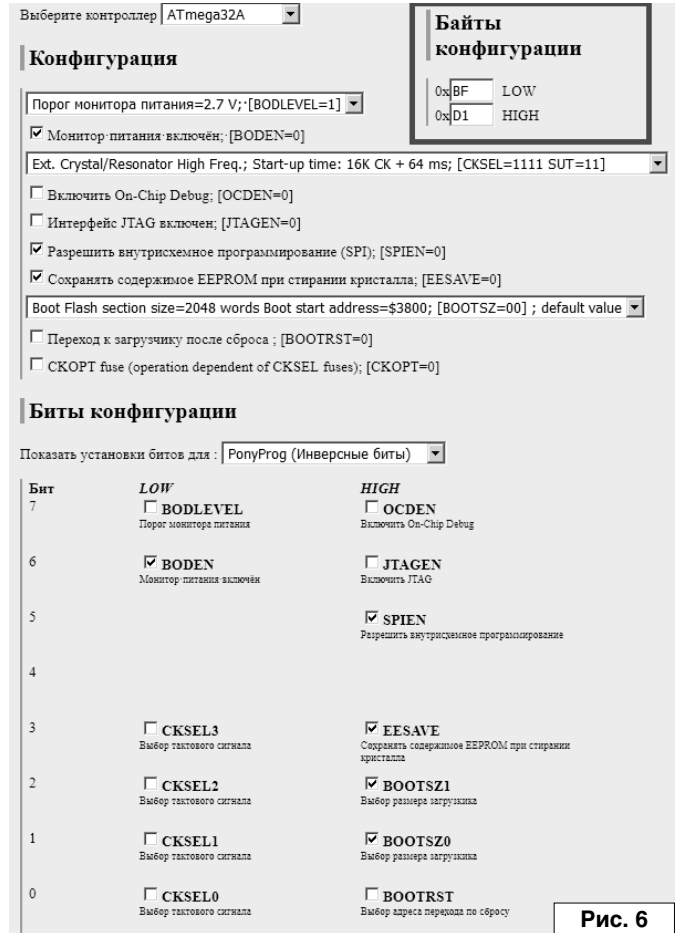 Выберите контроллер ATmega32A
Байты
конфигурации
0x BF LOW
0x D1 HIGH
Конфигурация
Порог монитора питания=2.7 V;·[BODLEVEL=1]
Монитор·питания·включён;·[BODEN=0]
Ext. Crystal/Resonator High Freq.; Start-up time: 16K CK + 64 ms; [CKSEL=1111 SUT=11]
Включить On-Chip Debug; [OCDEN=0]
Интерфейс JTAG включен; [JTAGEN=0]
Разрешить внутрисхемное программирование (SPI); [SPIEN=0]
Сохранять содержимое EEPROM при стирании кристалла; [EESAVE=0]
Boot Flash section size=2048 words Boot start address=$3800; [BOOTSZ=00] ; default value
Переход к загрузчику после сброса ; [BOOTRST=0]
CKOPT fuse (operation dependent of CKSEL fuses); [CKOPT=0]
Биты конфигурации
Показать установки битов для : PonyProg (Инверсные биты)
Бит LOW HIGH
7 BODLEVEL OCDEN
Порог монитора питания Включить On-Chip Debug
6 BODEN JTAGEN
Монитор·питания·включён Включить JTAG
5 SPIEN
Разрешить внутрисхемное программирование
4
3 CKSEL3 EESAVE
Выбор тактового сигнала Сохранять содержимое EEPROM при стирании
кристалла
2 CKSEL2 BOOTSZ1
Выбор тактового сигнала Выбор размера загрузкика
1 CKSEL1 BOOTSZ0
Выбор тактового сигнала Выбор размера загрузкика
0 CKSEL0 BOOTRST
Выбор тактового сигнала Выбор адреса перехода по сбросу
Рис. 6